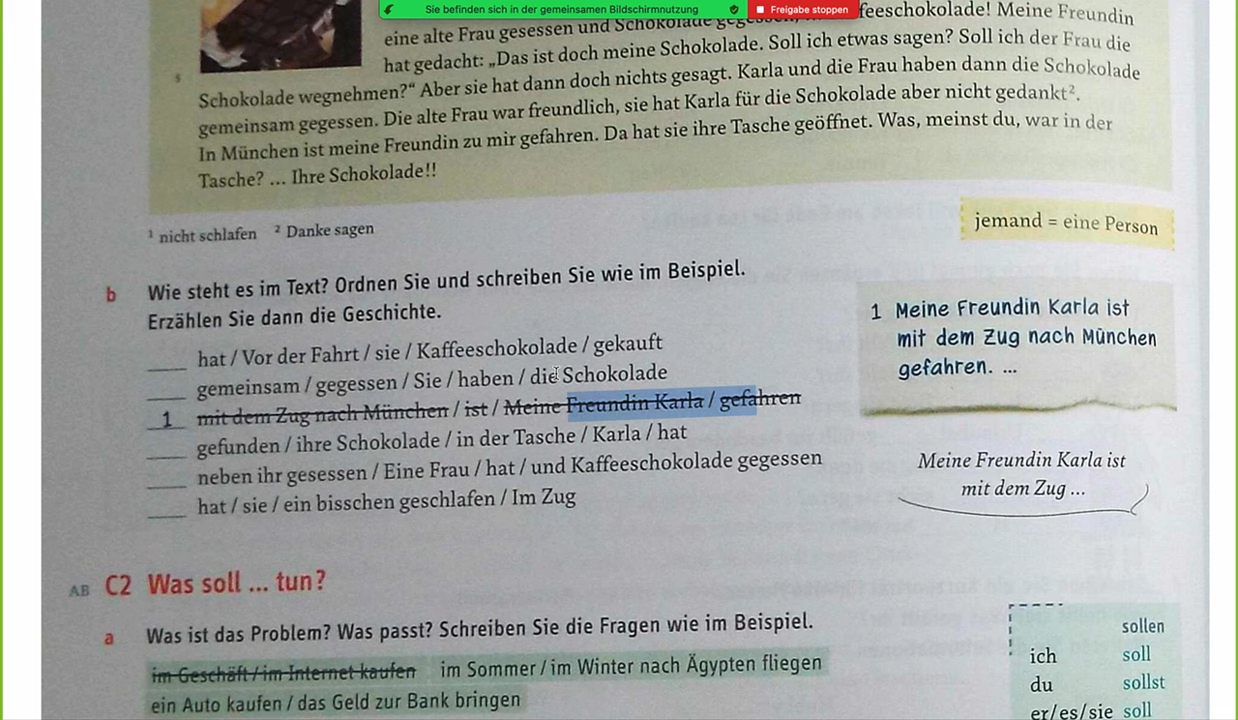 Sie befinden sich in der gemeinsamen Bildschirmnutzung
Freigabe stoppen
eine alte Frau gesessen und Schokolade feeschokolade! Meine Freundin
hat gedacht: „Das ist doch meine Schokolade. Soll ich etwas sagen? Soll ich der Frau die
5
Schokolade wegnehmen?“ Aber sie hat dann doch nichts gesagt. Karla und die Frau haben dann die Schokolade
gemeinsam gegessen. Die alte Frau war freundlich, sie hat Karla für die Schokolade aber nicht gedankt².
In München ist meine Freundin zu mir gefahren. Da hat sie ihre Tasche geöffnet. Was, meinst du, war in der
Tasche? ... Ihre Schokolade!!
¹ nicht schlafen ² Danke sagen
jemand = eine Person
b Wie steht es im Text? Ordnen Sie und schreiben Sie wie im Beispiel.
Erzählen Sie dann die Geschichte.
___ hat / Vor der Fahrt / sie / Kaffeeschokolade / gekauft
___ gemeinsam / gegessen / Sie / haben / die Schokolade
1 mit dem Zug nach München / ist / Meine Freundin Karla / gefahren
___ gefunden / ihre Schokolade / in der Tasche / Karla / hat
___ neben ihr gesessen / Eine Frau / hat / und Kaffeeschokolade gegessen
___ hat / sie / ein bisschen geschlafen / Im Zug
1 Meine Freundin Karla ist
mit dem Zug nach München
gefahren. ...
Meine Freundin Karla ist
mit dem Zug ...
AB C2 Was soll ... tun?
a Was ist das Problem? Was passt? Schreiben Sie die Fragen wie im Beispiel.
im Geschäft / im Internet kaufen im Sommer / im Winter nach Ägypten fliegen
ein Auto kaufen / das Geld zur Bank bringen
sollen
ich soll
du sollst
er/es/sie soll